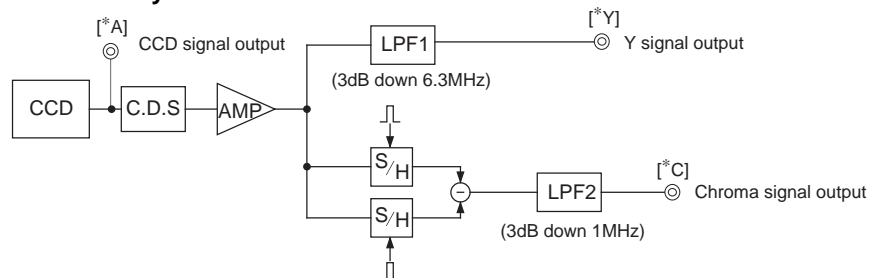 [*A]
CCD signal output
[*Y]
Y signal output
LPF1
(3dB down 6.3MHz)
CCD
C.D.S
AMP
S/H
[*C]
Chroma signal output
LPF2
(3dB down 1MHz)
S/H